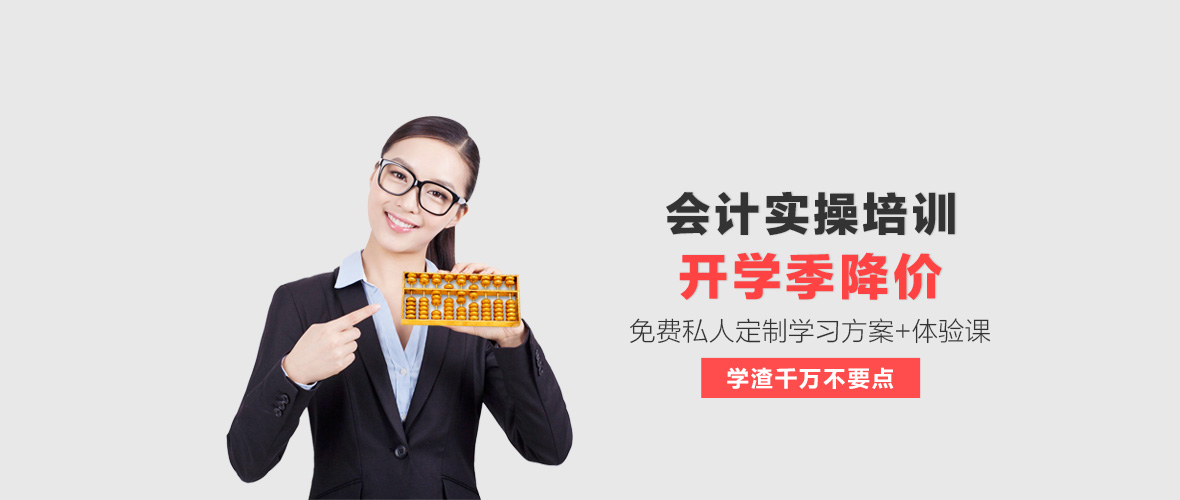 会计实操培训
开学季降价
免费私人定制学习方案+体验课
学渣千万不要点